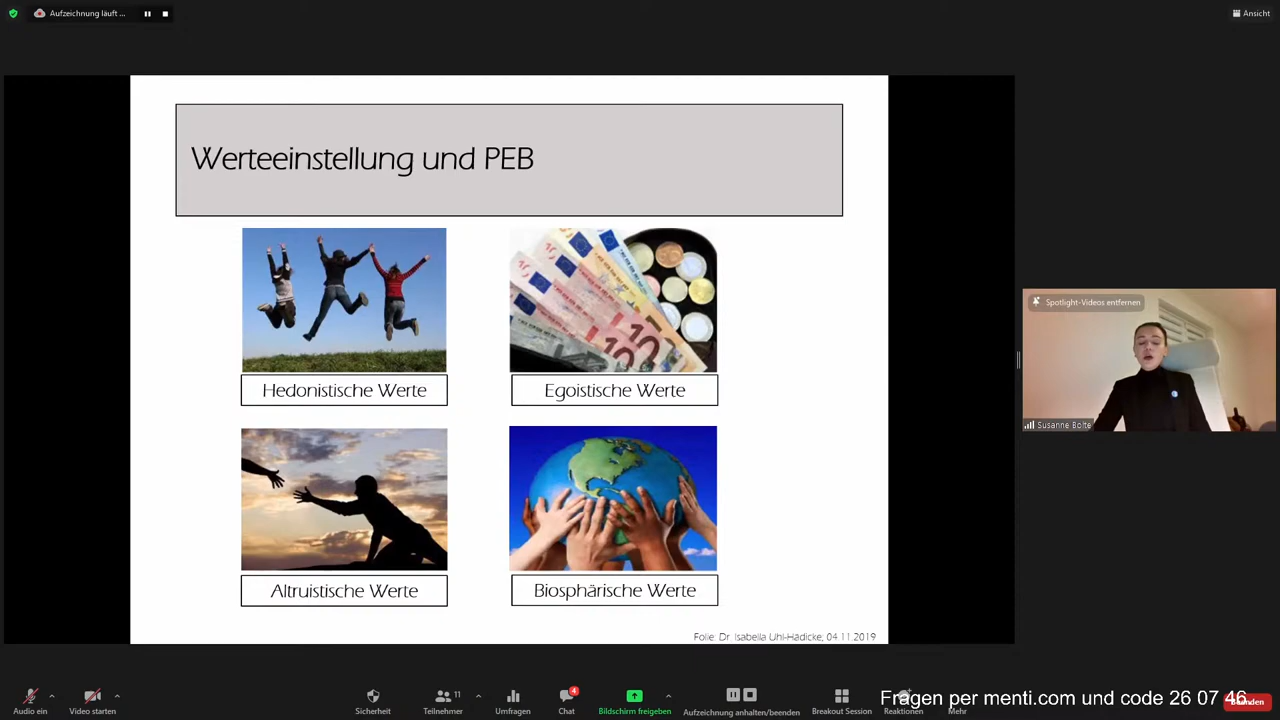 Aufzeichnung läuft ...
Ansicht
Werteeinstellung und PEB
Hedonistische Werte
Egoistische Werte
Altruistische Werte
Biosphärische Werte
Folie: Dr. Isabella Uhl-Hädicke; 04.11.2019
Spotlight-Videos entfernen
Susanne Bolte
Audio ein
Video starten
Sicherheit
11
Teilnehmer
Umfragen
4
Chat
Bildschirm freigeben
Aufzeichnung anhalten/beenden
Breakout Session
Reaktionen
Mehr
Beenden
Fragen per menti.com und code 26 07 46